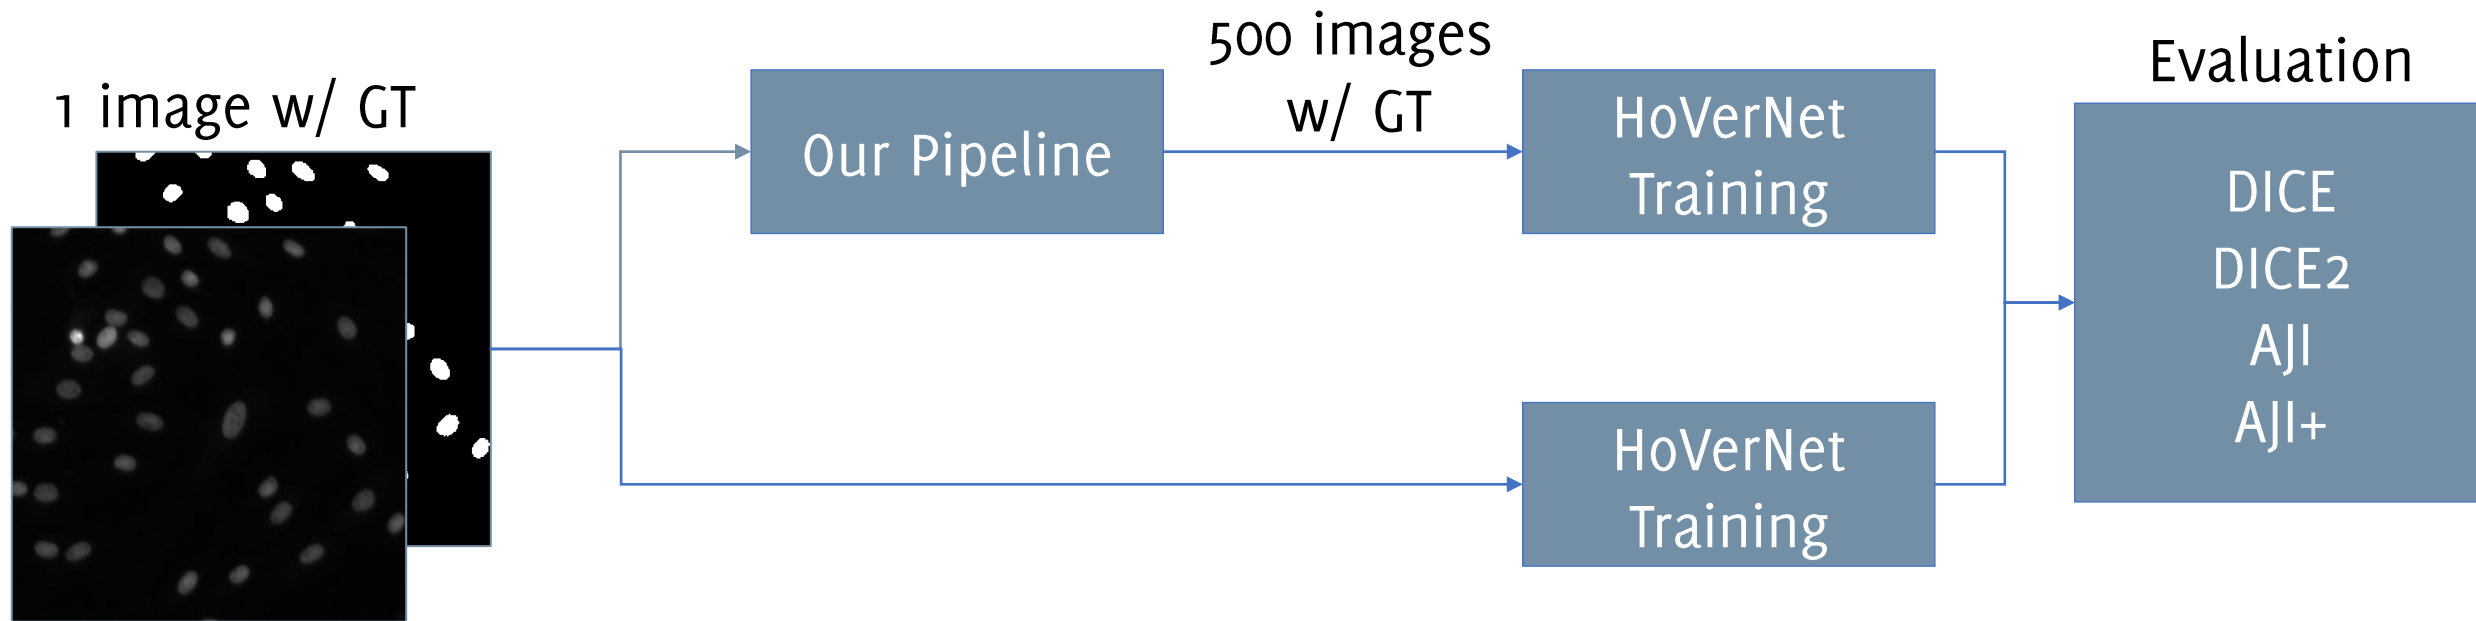 1 image w/ GT
Our Pipeline
500 images
w/ GT
HoVerNet
Training
HoVerNet
Training
Evaluation
DICE
DICE2
AJI
AJI+